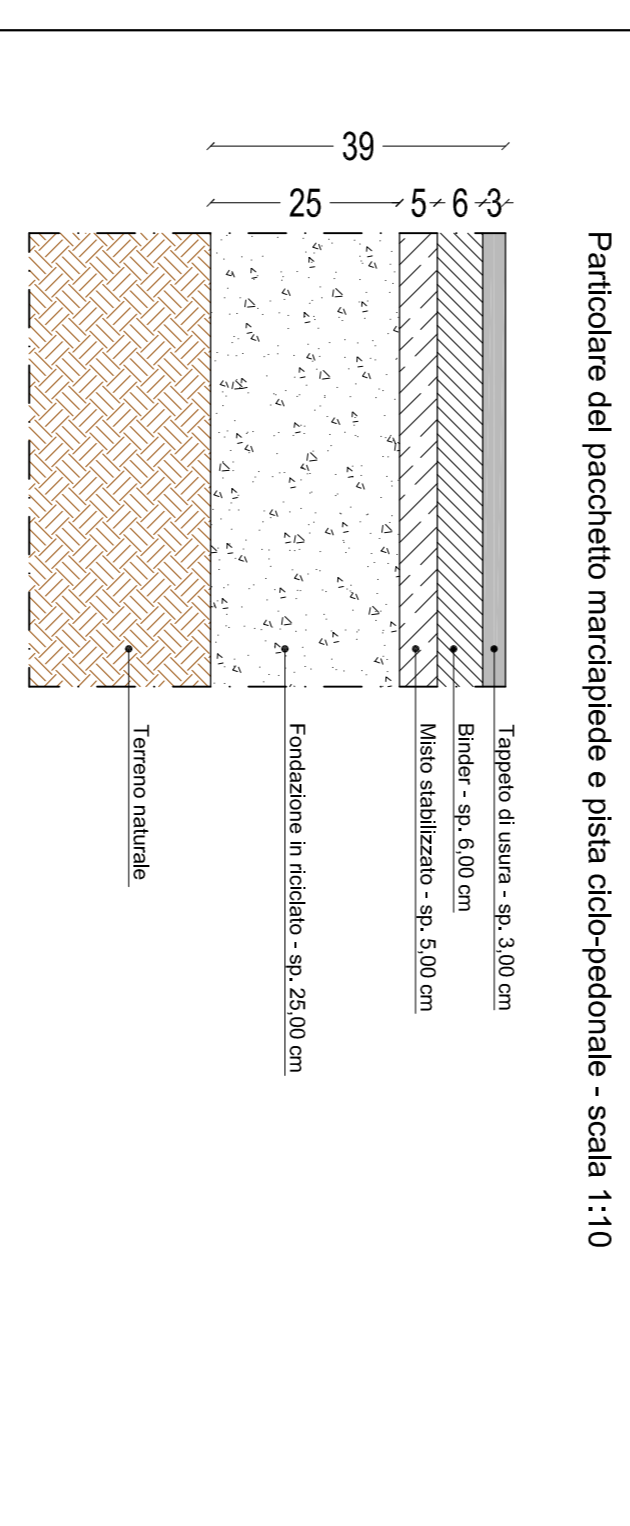 Particolare del pacchetto marciapiede e pista ciclo-pedonale - scala 1:10
39
3
6
5
25
Tappeto di usura - sp. 3,00 cm
Binder - sp. 6,00 cm
Misto stabilizzato - sp. 5,00 cm
Fondazione in riciclato - sp. 25,00 cm
Terreno naturale